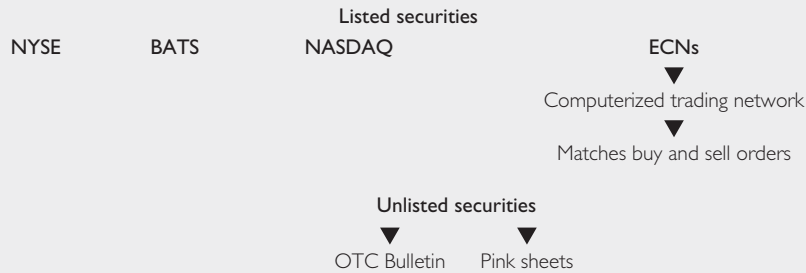 Listed securities
NYSE BATS NASDAQ ECNs
Computerized trading network
Matches buy and sell orders
Unlisted securities
OTC Bulletin Pink sheets